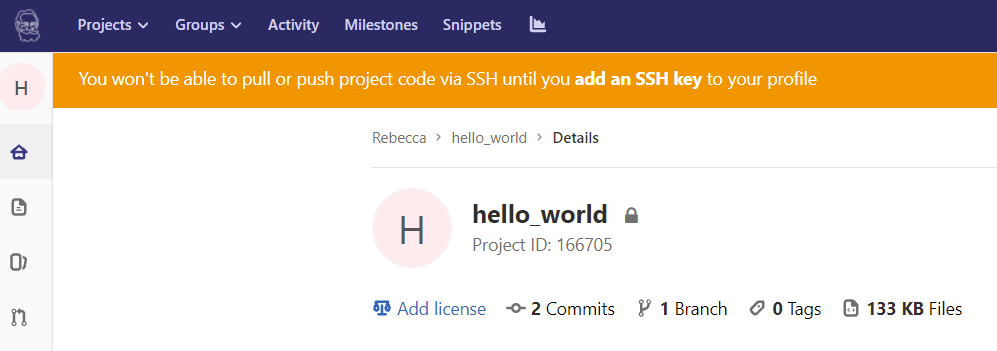 Projects Groups Activity Milestones Snippets
H
You won't be able to pull or push project code via SSH until you add an SSH key to your profile
Rebecca > hello_world > Details
H
hello_world
Project ID: 166705
Add license 2 Commits 1 Branch 0 Tags 133 KB Files